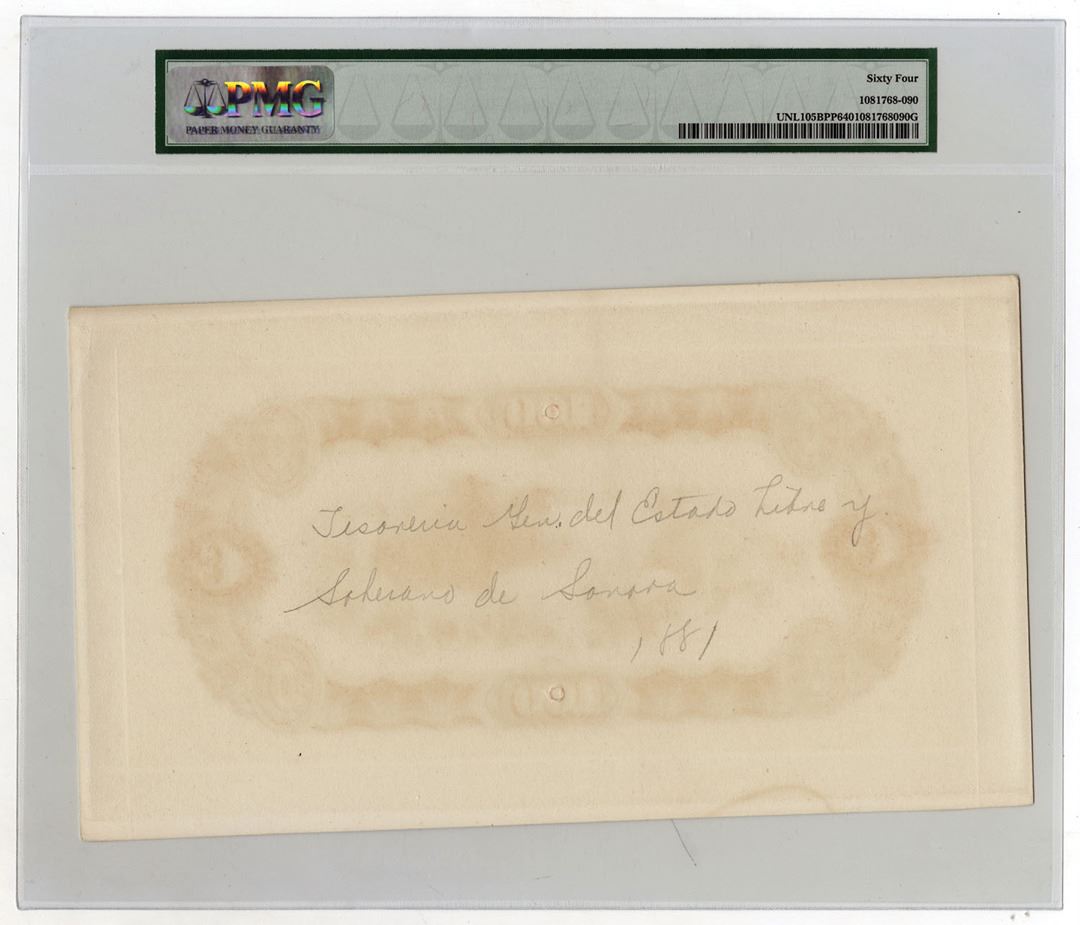 PMG
PAPER MONEY GUARANTY
Sixty Four
1081768-090
UNL105BPP6401081768090G
Tesoreria Gen. del Estado Libre y
Soberano de Sonora
1881